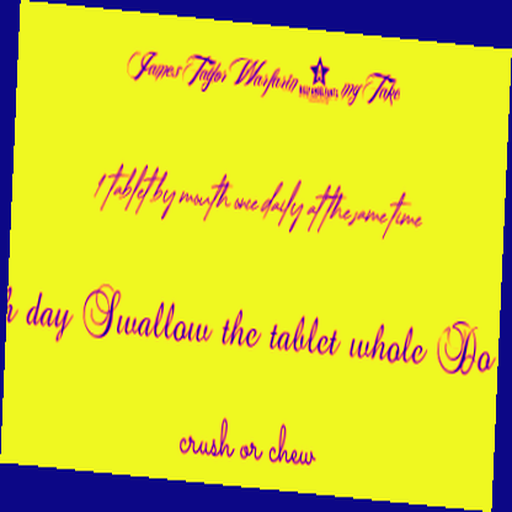 James Taylor Warfarin mg Take
1 tablet by mouth once daily at the same time
day Swallow the tablet whole Do
crush or chew